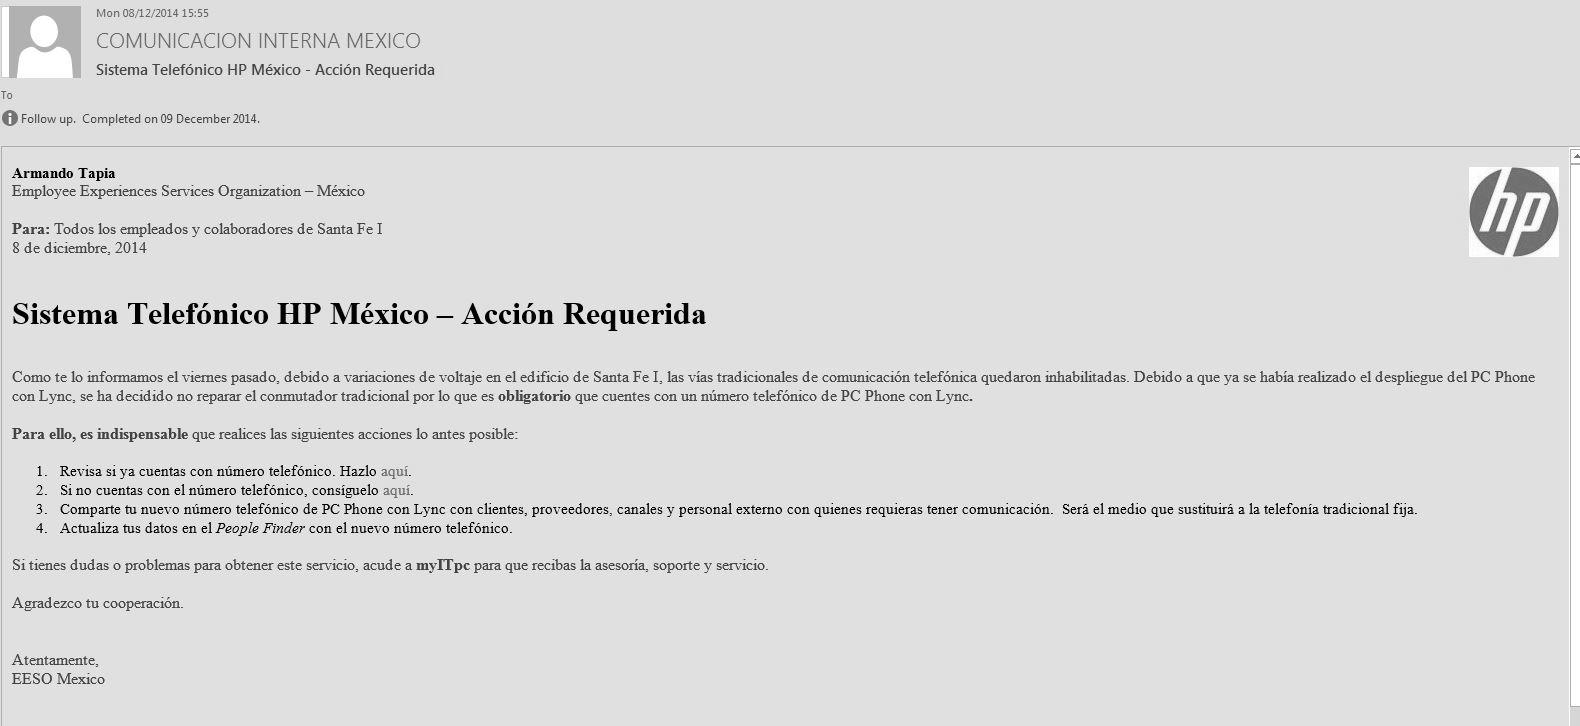 Mon 08/12/2014 15:55
COMUNICACION INTERNA MEXICO
Sistema Telefónico HP México - Acción Requerida
To
Follow up.  Completed on 09 December 2014.
Armando Tapia
Employee Experiences Services Organization – México
hp
Para: Todos los empleados y colaboradores de Santa Fe I
8 de diciembre, 2014
Sistema Telefónico HP México – Acción Requerida
Como te lo informamos el viernes pasado, debido a variaciones de voltaje en el edificio de Santa Fe I, las vías tradicionales de comunicación telefónica quedaron inhabilitadas. Debido a que ya se había realizado el despliegue del PC Phone
con Lync, se ha decidido no reparar el conmutador tradicional por lo que es obligatorio que cuentes con un número telefónico de PC Phone con Lync.
Para ello, es indispensable que realices las siguientes acciones lo antes posible:
1. Revisa si ya cuentas con número telefónico. Hazlo aquí.
2. Si no cuentas con el número telefónico, consíguelo aquí.
3. Comparte tu nuevo número telefónico de PC Phone con Lync con clientes, proveedores, canales y personal externo con quienes requieras tener comunicación.  Será el medio que sustituirá a la telefonía tradicional fija.
4. Actualiza tus datos en el People Finder con el nuevo número telefónico.
Si tienes dudas o problemas para obtener este servicio, acude a myITpc para que recibas la asesoría, soporte y servicio.
Agradezco tu cooperación.
Atentamente,
EESO Mexico